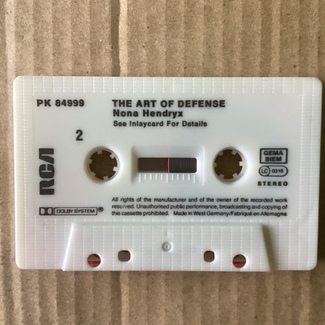 PK 84999
THE ART OF DEFENSE
Nona Hendryx
See Inlaycard For Details
2
RCA
GEMA
BIEM
LC 0316
STEREO
DOLBY SYSTEM
All rights of the manufacturer and of the owner of the recorded work
reserved. Unauthorised public performance, broadcasting and copying of
this cassette prohibited. Made in West Germany/Fabriqué en Allemagne